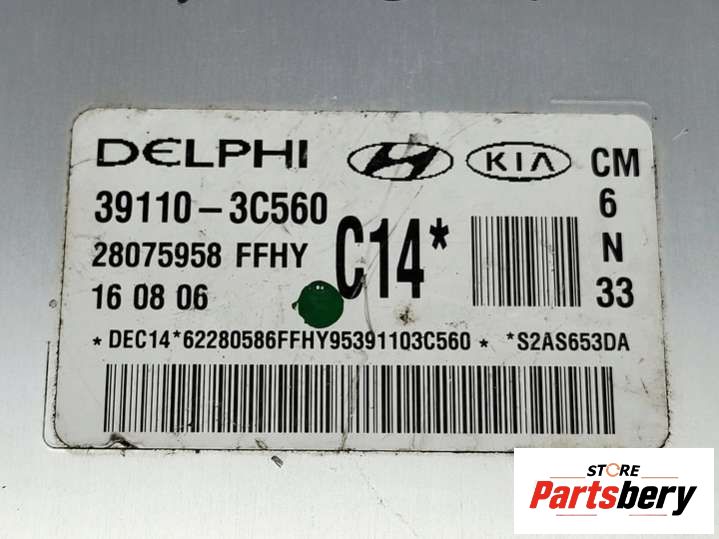 DELPHI H KIA CM
39110-3C560 6
28075958 FFHY C14* N
16 08 06 33
*DEC14*62280586FFHY95391103C560* *S2AS653DA
STORE
Partsbery